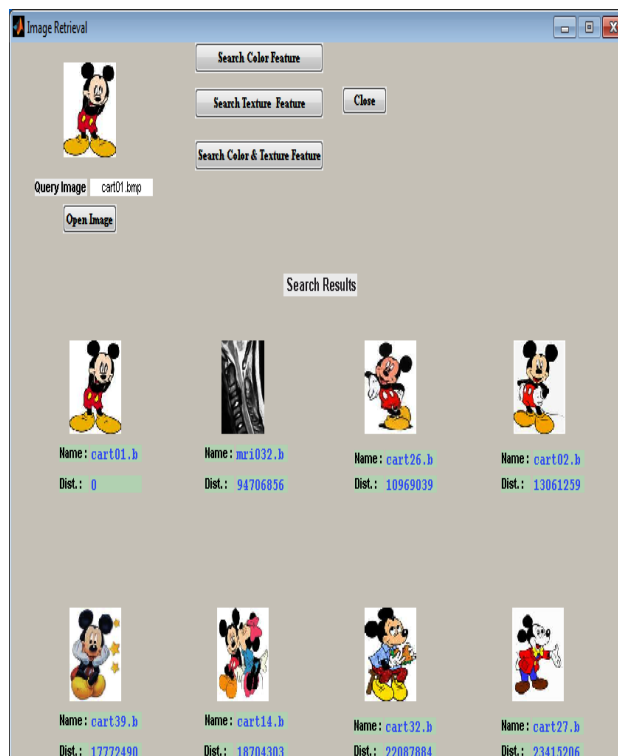 Image Retrieval
Search Color Feature
Search Texture Feature
Close
Search Color & Texture Feature
Query Image cart01.bmp
Open Image
Search Results
Name: cart01.b
Name: mri032.b
Name: cart26.b
Name: cart02.b
Dist.: 0
Dist.: 94706856
Dist.: 10969039
Dist.: 13061259
Name: cart39.b
Name: cart14.b
Name: cart32.b
Name: cart27.b
Dist.: 17772490
Dist.: 18704303
Dist.: 22087884
Dist.: 23415206